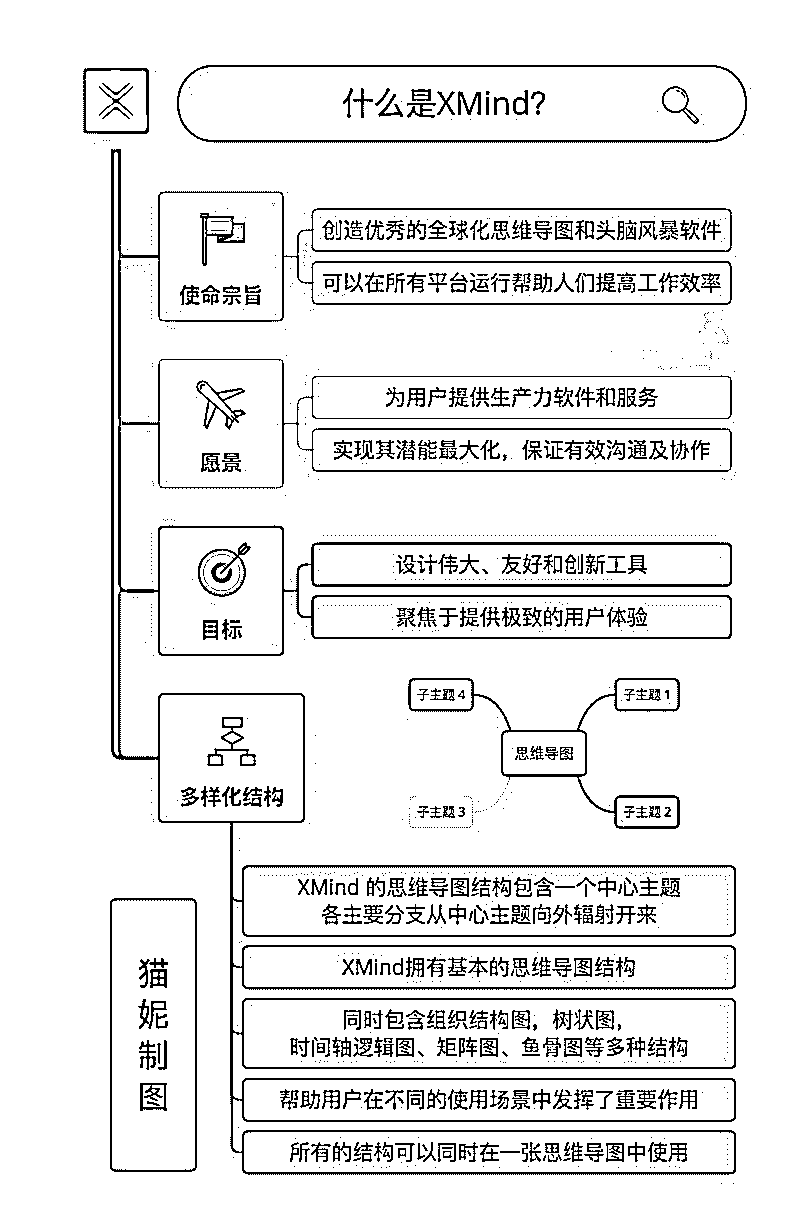 什么是XMind?
使命宗旨
创造优秀的全球化思维导图和头脑风暴软件
可以在所有平台运行帮助人们提高工作效率
愿景
为用户提供生产力软件和服务
实现其潜能最大化，保证有效沟通及协作
目标
设计伟大、友好和创新工具
聚焦于提供极致的用户体验
多样化结构
子主题 4
子主题 1
思维导图
子主题 3
子主题 2
XMind 的思维导图结构包含一个中心主题
各主要分支从中心主题向外辐射开来
XMind拥有基本的思维导图结构
同时包含组织结构图，树状图，
时间轴逻辑图、矩阵图、鱼骨图等多种结构
帮助用户在不同的使用场景中发挥了重要作用
所有的结构可以同时在一张思维导图中使用
猫妮制图